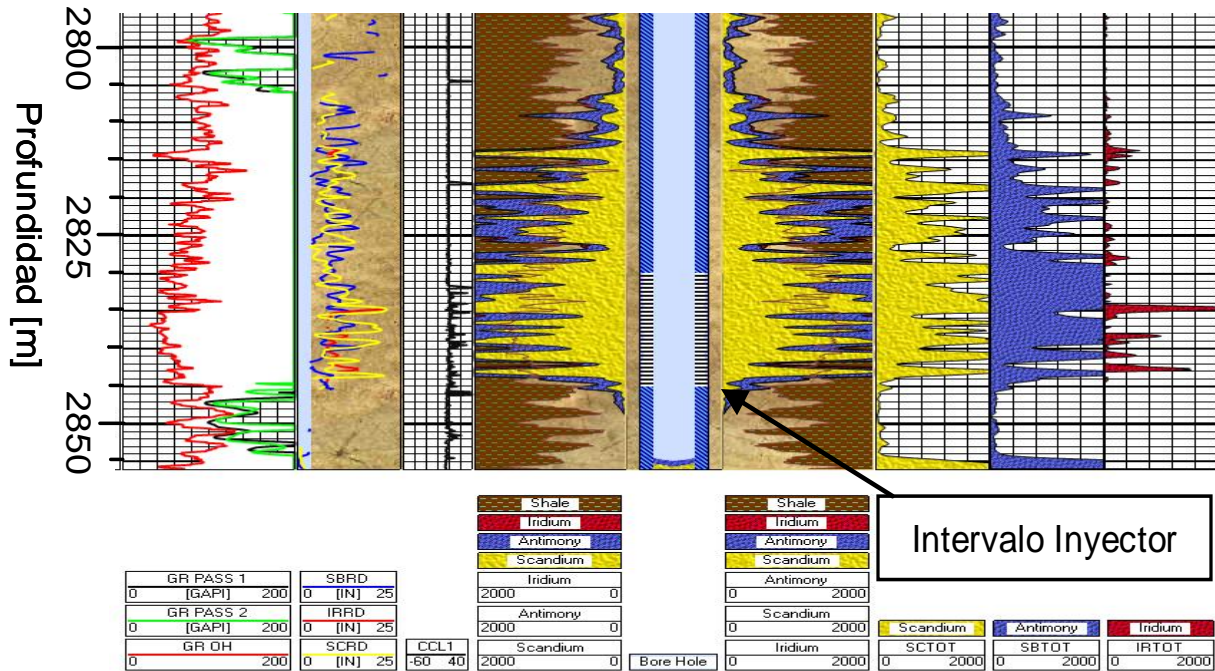 Profundidad [m]
2800
2825
2850
Intervalo Inyector
GR PASS 1
0 [GAPI] 200
GR PASS 2
0 [GAPI] 200
GR OH
0 200
SBRD
0 [IN] 25
IRRD
0 [IN] 25
SCRD
0 [IN] 25
CCL1
-60 40
Shale
Iridium
Antimony
Scandium
Iridium
2000 0
Antimony
2000 0
Scandium
2000 0
Bore Hole
Shale
Iridium
Antimony
Scandium
Antimony
0 2000
Scandium
0 2000
Iridium
0 2000
Scandium
SCTOT
0 2000
Antimony
SBTOT
0 2000
Iridium
IRTOT
0 2000